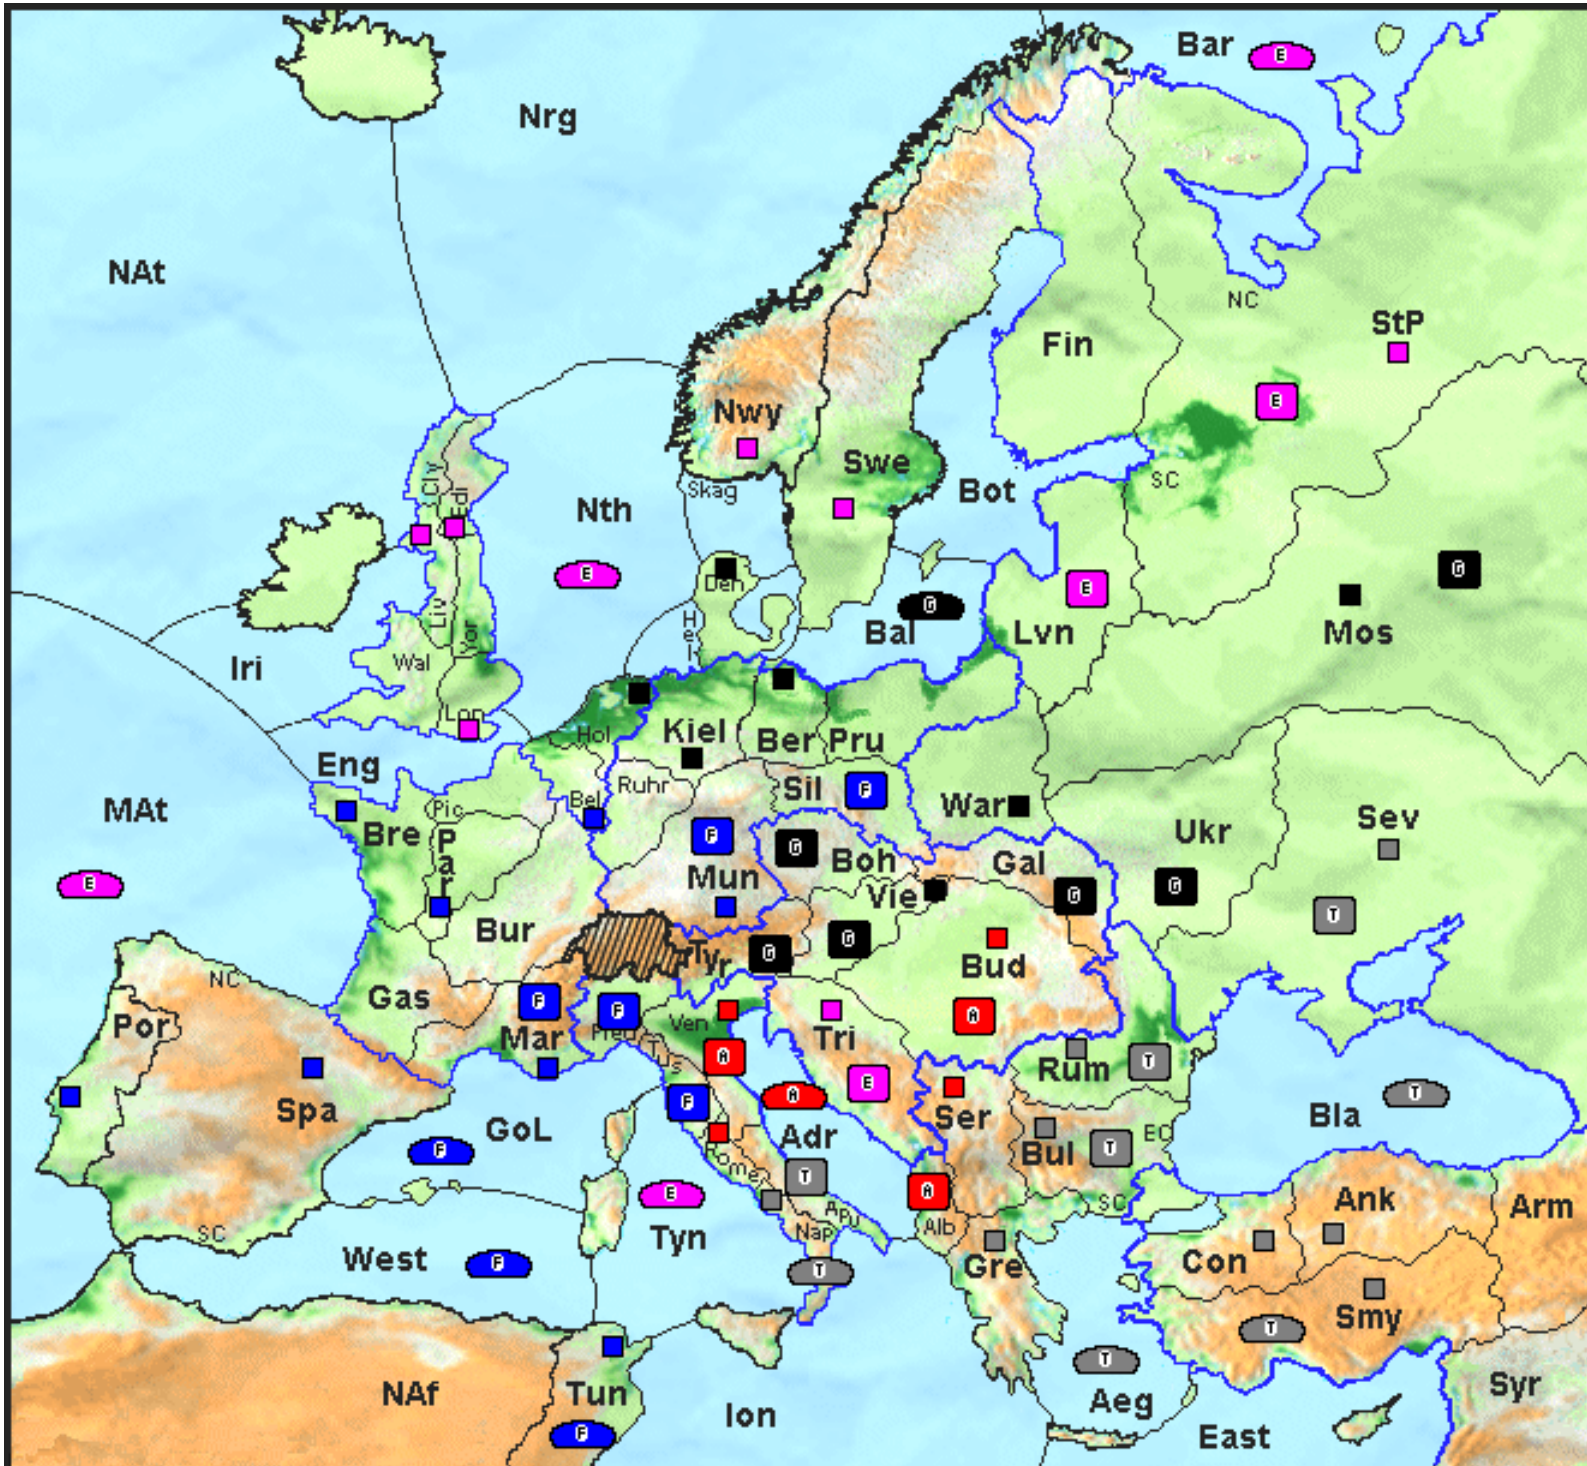 Bar
E
Nrg
NAt
NC
StP
Fin
E
Nwy
Swe
Cly
Edi
SC
Skag
Bot
Nth
E
Den
G
E
G
Bal
Lvn
Mos
Hel
Liv
Yor
Wal
Iri
Lon
Hol
Kiel
Ber
Pru
Eng
Ruhr
Sil
F
War
MAt
Pic
Bel
Bre
Par
F
G
Boh
Gal
Ukr
Sev
E
Mun
Vie
G
G
T
Bur
Tyr
G
G
Bud
NC
Gas
F
F
A
Por
Mar
Pied
Ven
Tri
Tus
A
Rum
T
E
Spa
F
A
Ser
Bla
T
GoL
Adr
Bul
T
EC
F
Rome
T
A
E
Apu
SC
Ank
Arm
SC
Tyn
Nap
Alb
West
F
T
Gre
Con
Smy
T
T
NAf
Tun
Ion
Aeg
Syr
F
East